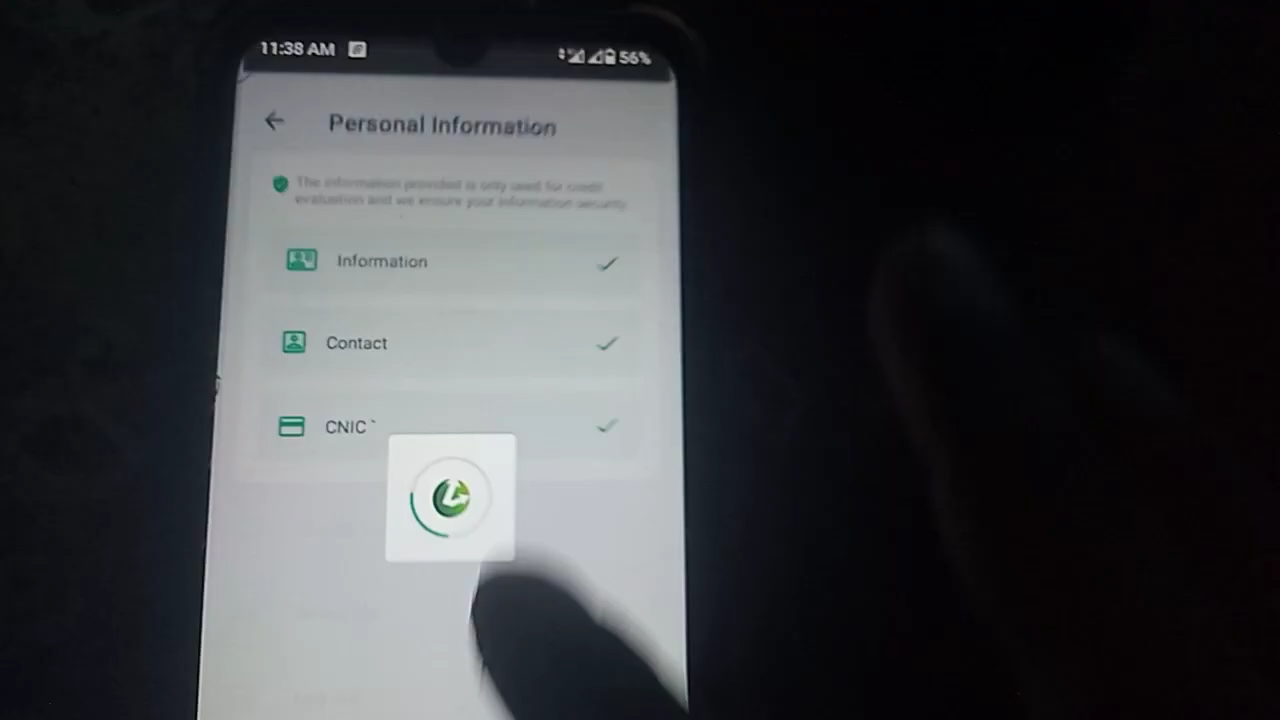 11:38 AM
56%
Personal Information
The information provided is only used for credit
evaluation and we ensure your information security
Information
Contact
CNIC `